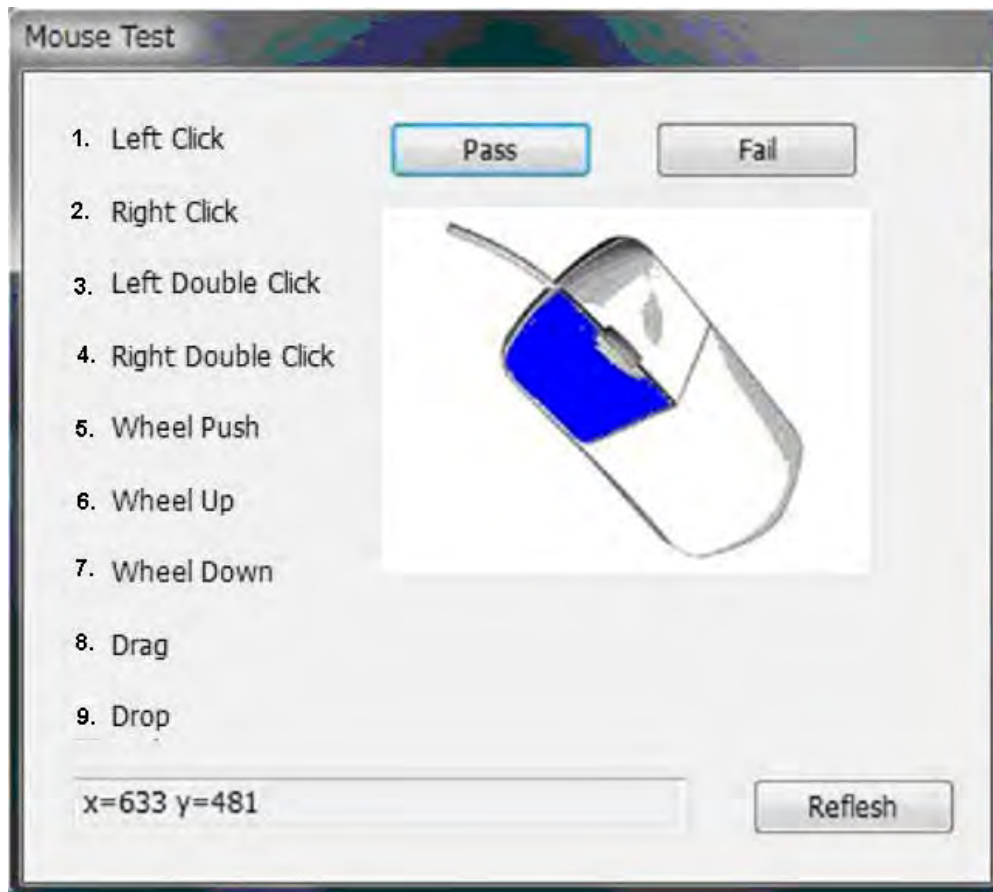 Mouse Test
1. Left Click
Pass
Fail
2. Right Click
3. Left Double Click
4. Right Double Click
5. Wheel Push
6. Wheel Up
7. Wheel Down
8. Drag
9. Drop
x=633 y=481
Reflesh